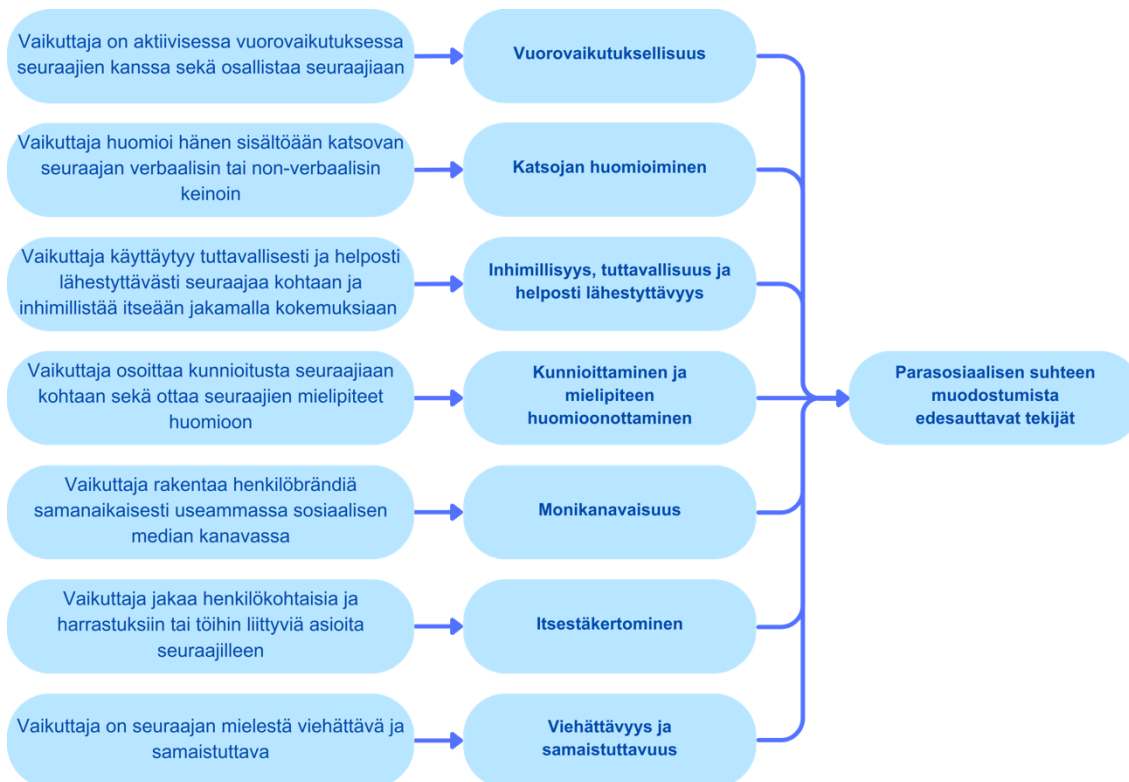 Vaikuttaja on aktiivisessa vuorovaikutuksessa
seuraajien kanssa sekä osallistaa seuraajiaan
Vuorovaikutuksellisuus
Vaikuttaja huomioi hänen sisältöään katsovan
seuraajan verbaalisin tai non-verbaalisin
keinoin
Katsojan huomioiminen
Vaikuttaja käyttäytyy tuttavallisesti ja helposti
lähestyttävästi seuraajaa kohtaan ja
inhimillistää itseään jakamalla kokemuksiaan
Inhimillisyys, tuttavallisuus ja
helposti lähestyttävyys
Vaikuttaja osoittaa kunnioitusta seuraajiaan
kohtaan sekä ottaa seuraajien mielipiteet
huomioon
Kunnioittaminen ja
mielipiteen
huomioonottaminen
Parasosiaalisen suhteen
muodostumista
edesauttavat tekijät
Vaikuttaja rakentaa henkilöbrändiä
samanaikaisesti useammassa sosiaalisen
median kanavassa
Monikanavaisuus
Vaikuttaja jakaa henkilökohtaisia ja
harrastuksiin tai töihin liittyviä asioita
seuraajilleen
Itsestäkertominen
Vaikuttaja on seuraajan mielestä viehättävä ja
samaistuttava
Viehättävyys ja
samaistuttavuus